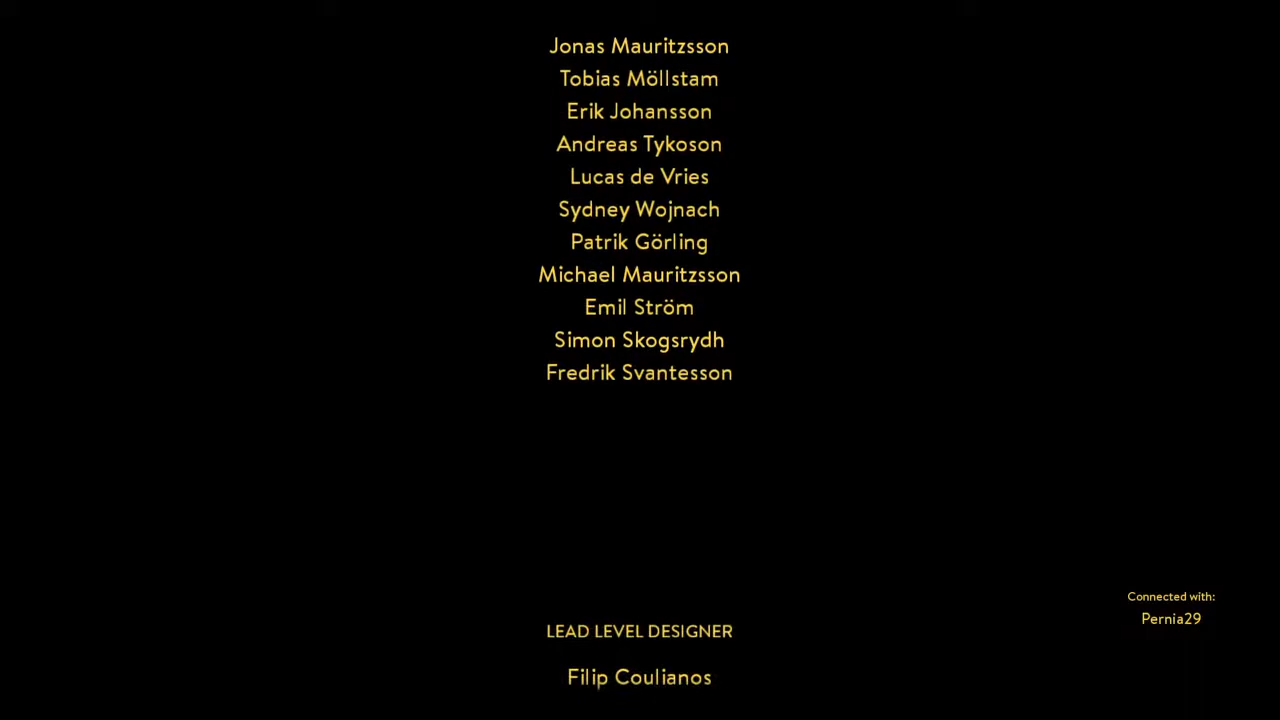 Jonas Mauritzsson
Tobias Möllstam
Erik Johansson
Andreas Tykoson
Lucas de Vries
Sydney Wojnach
Patrik Görling
Michael Mauritzsson
Emil Ström
Simon Skogsrydh
Fredrik Svantesson
Connected with:
Pernia29
LEAD LEVEL DESIGNER
Filip Coulianos